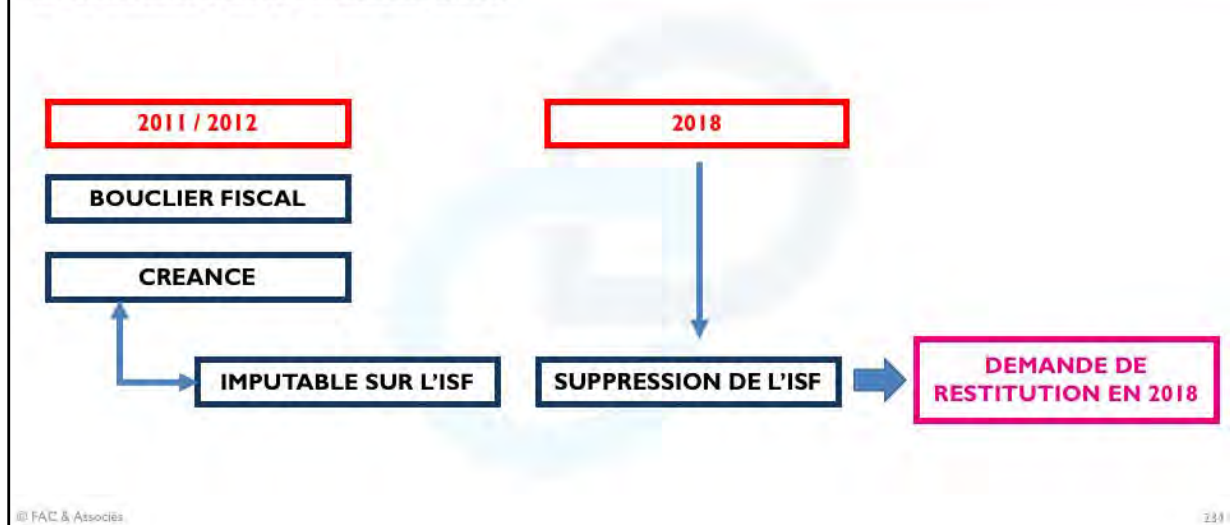 2011 / 2012
2018
BOUCLIER FISCAL
CREANCE
IMPUTABLE SUR L'ISF
SUPPRESSION DE L'ISF
DEMANDE DE
RESTITUTION EN 2018
© FAC & Associés